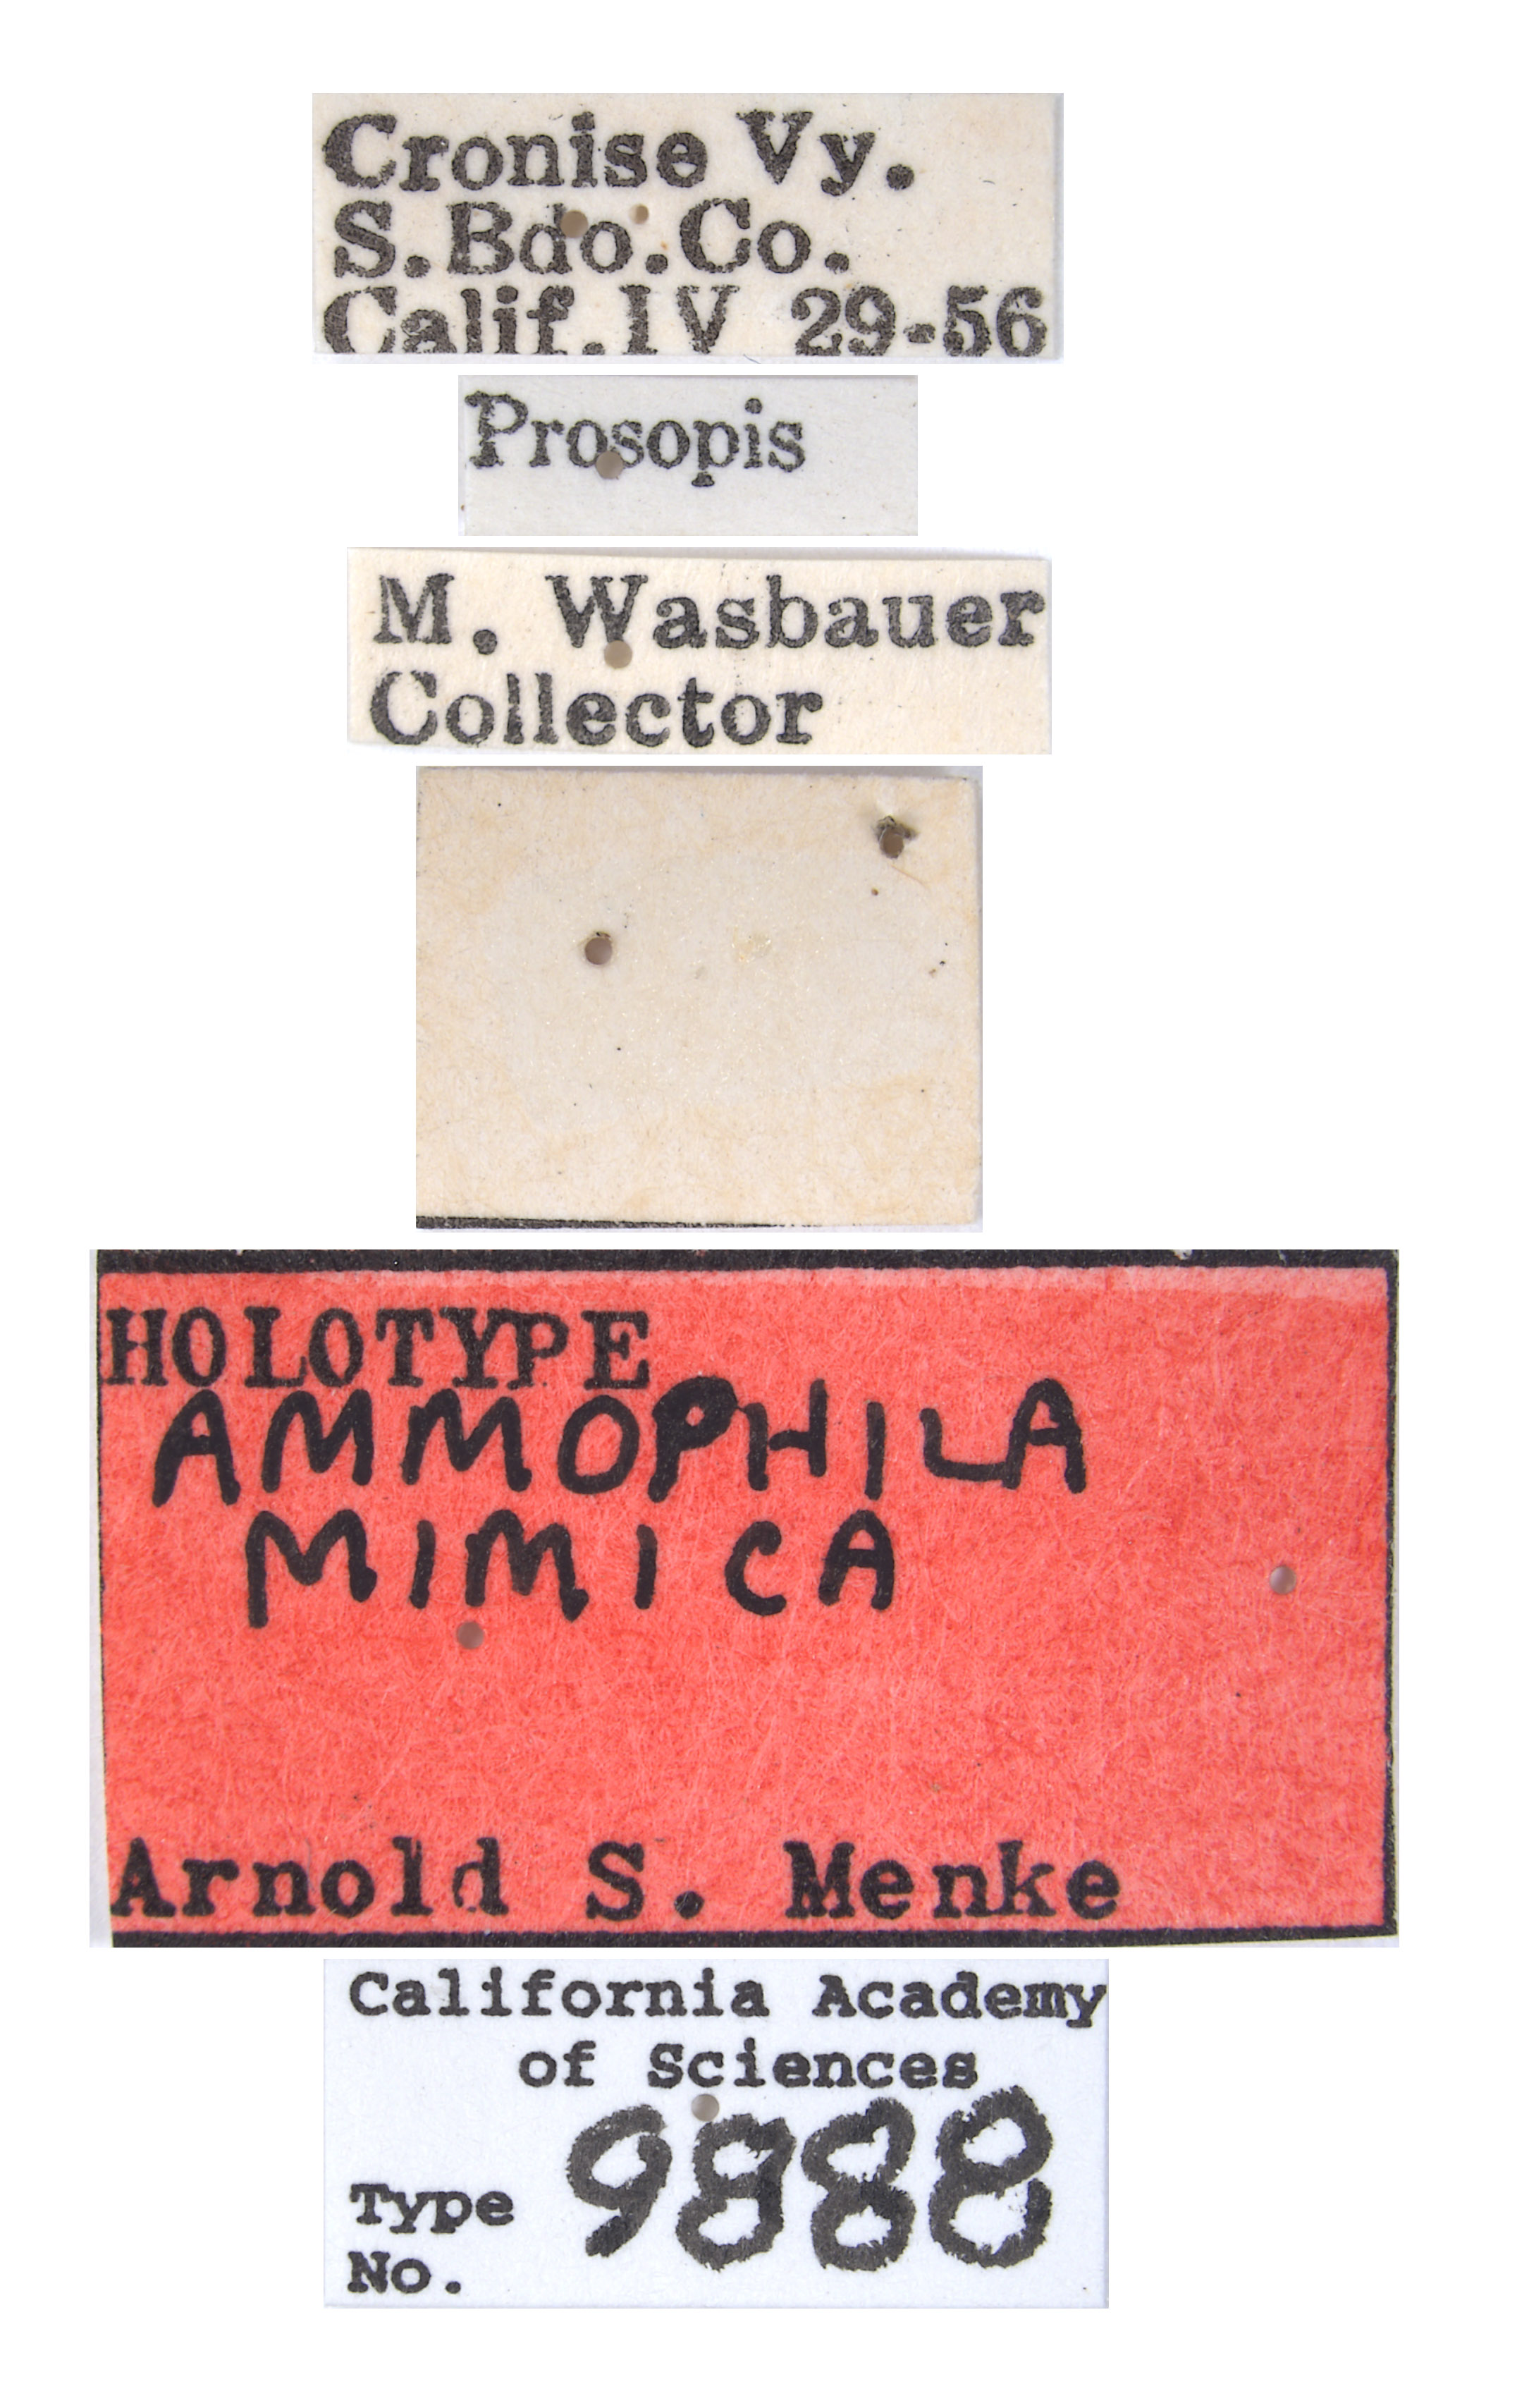 Cronise Vy.
S.Bdo.Co.
Calif.IV 29-56
Prosopis
M. Wasbauer
Collector
HOLOTYPE
AMMOPHILA
MIMICA
Arnold S. Menke
California Academy
of Sciences
Type
No. 9888